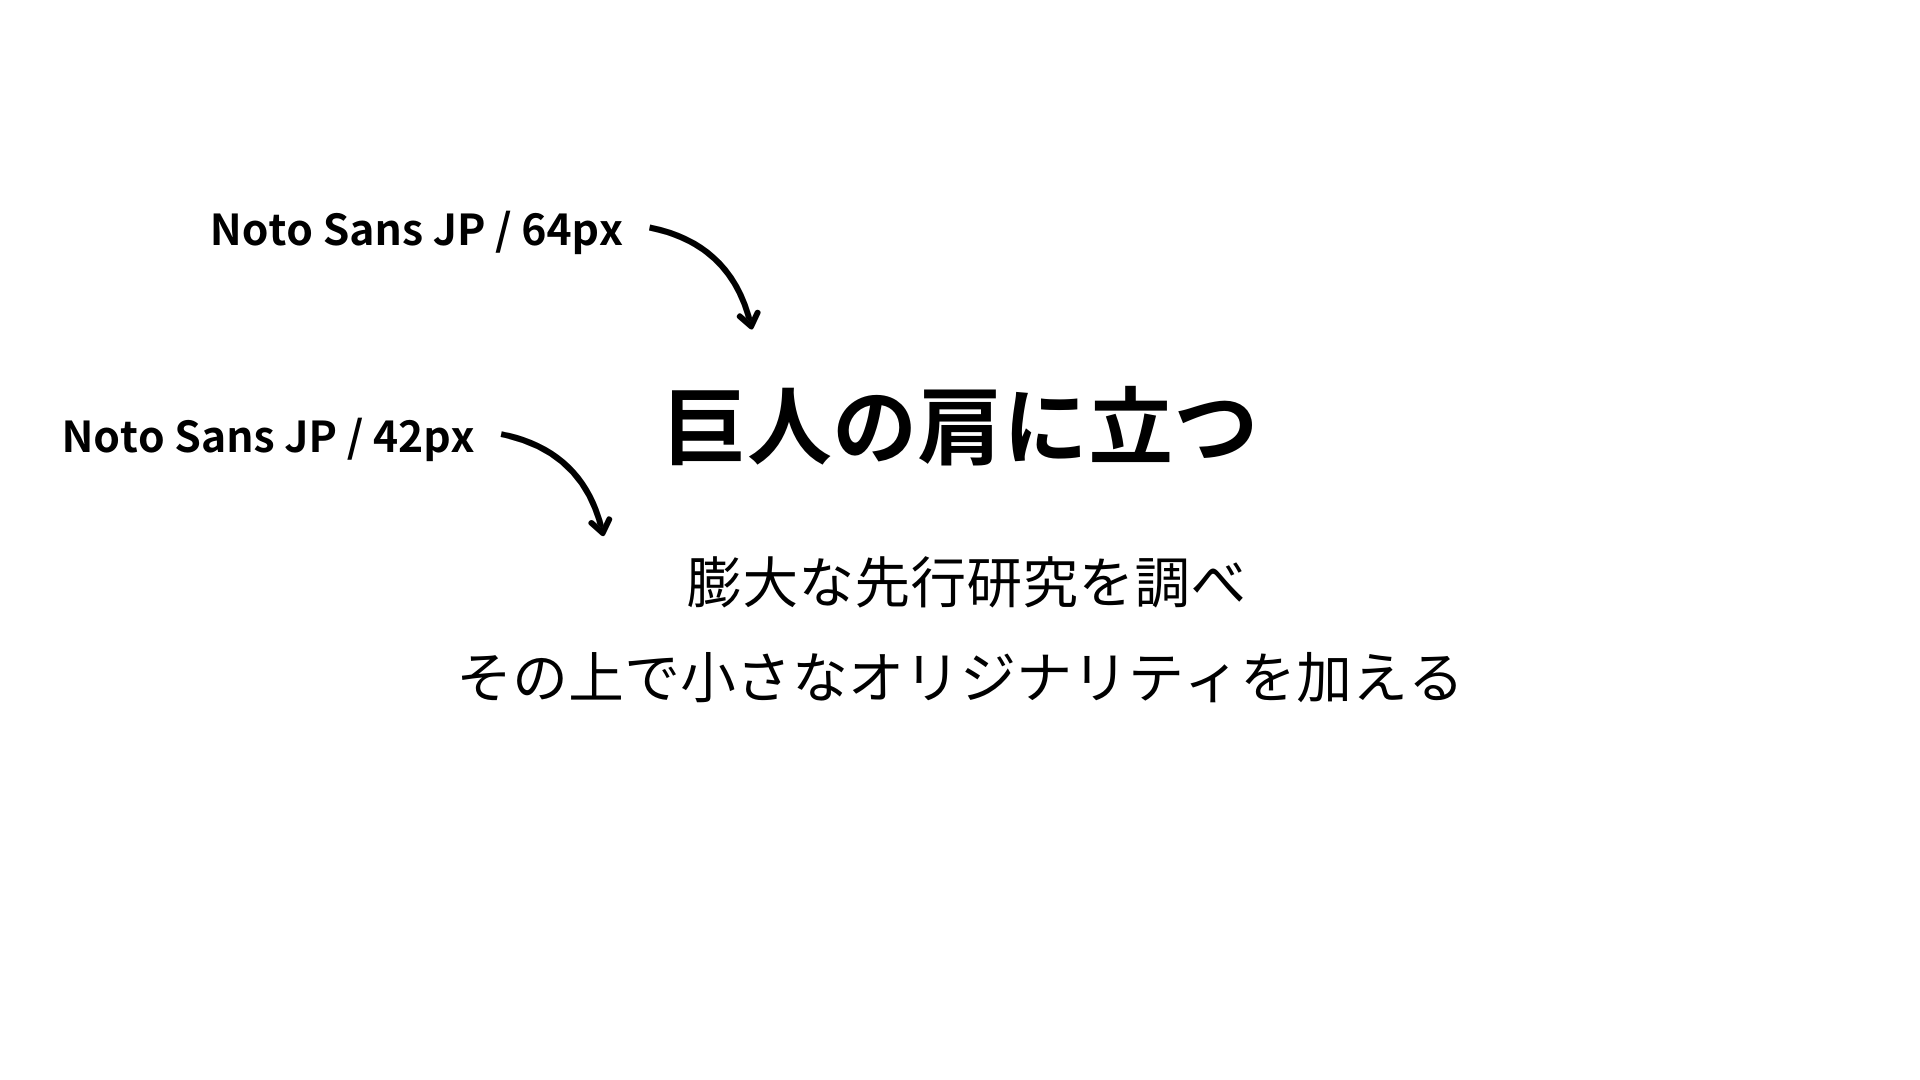 Noto Sans JP / 64px
巨人の肩に立つ
Noto Sans JP / 42px
膨大な先行研究を調べ
その上で小さなオリジナリティを加える